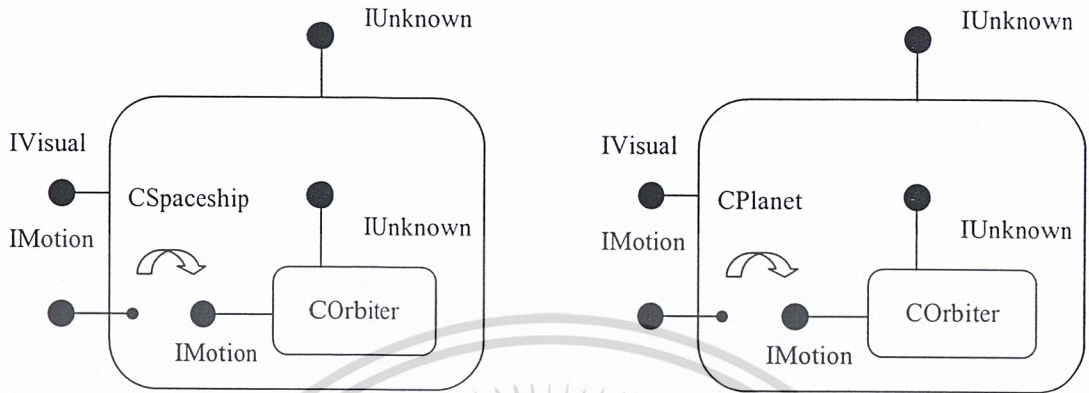 IUnknown
IVisual
CSpaceship
IMotion
IUnknown
COrbiter
IMotion
IUnknown
IVisual
CPlanet
IMotion
IUnknown
COrbiter
IMotion